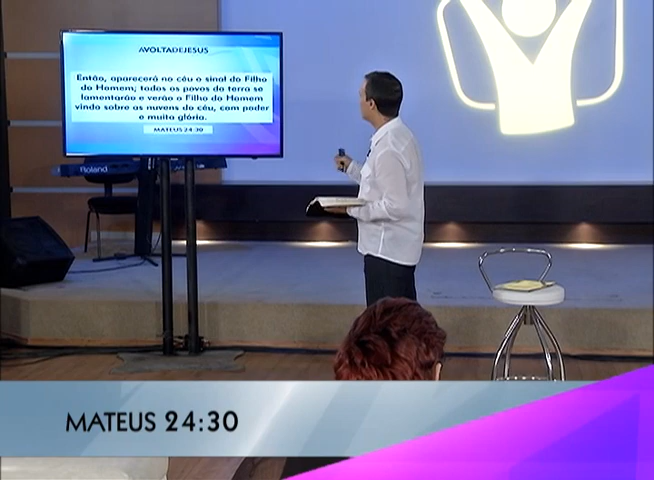 AVOLTADEJESUS
Então, aparecerá no céu o sinal do Filho
do Homem; todos os povos da terra se
lamentarão e verão o Filho do Homem
vindo sobre as nuvens do céu, com poder
e muita glória.
MATEUS 24:30
Roland
MATEUS 24:30